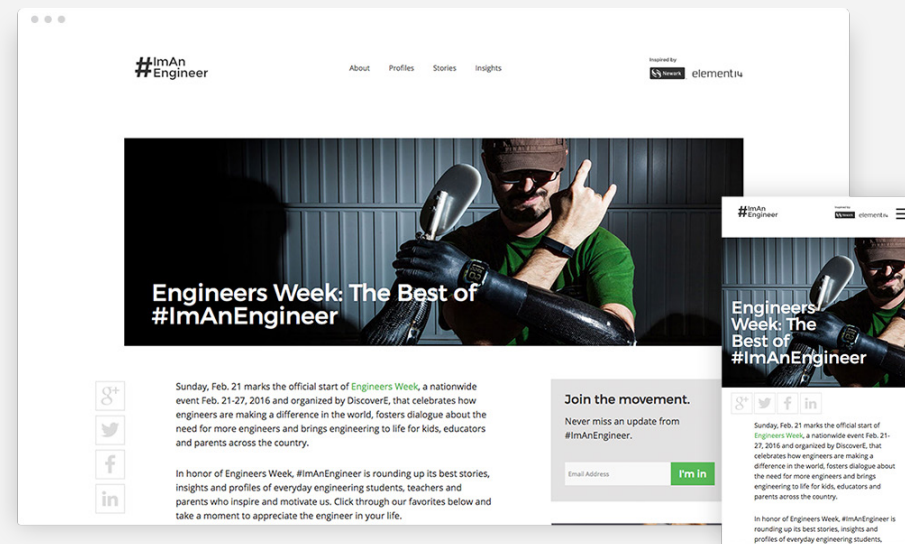 #ImAn
Engineer
About Profiles Stories Insights
Inspired by
Newark element14
Engineers Week: The Best of
#ImAnEngineer
Sunday, Feb. 21 marks the official start of Engineers Week, a nationwide
event Feb. 21-27, 2016 and organized by DiscoverE, that celebrates how
engineers are making a difference in the world, fosters dialogue about the
need for more engineers and brings engineering to life for kids, educators
and parents across the country.
In honor of Engineers Week, #ImAnEngineer is rounding up its best stories,
insights and profiles of everyday engineering students, teachers and
parents who inspire and motivate us. Click through our favorites below and
take a moment to appreciate the engineer in your life.
g+
f
in
Join the movement.
Never miss an update from
#ImAnEngineer.
Email Address I'm in
#ImAn
Engineer
Inspired by
Newark element14
Engineers
Week: The
Best of
#ImAnEngineer
g+ f in
Sunday, Feb. 21 marks the official start of
Engineers Week, a nationwide event Feb. 21-
27, 2016 and organized by DiscoverE, that
celebrates how engineers are making a
difference in the world, fosters dialogue about
the need for more engineers and brings
engineering to life for kids, educators and
parents across the country.
In honor of Engineers Week, #ImAnEngineer is
rounding up its best stories, insights and
profiles of everyday engineering students,